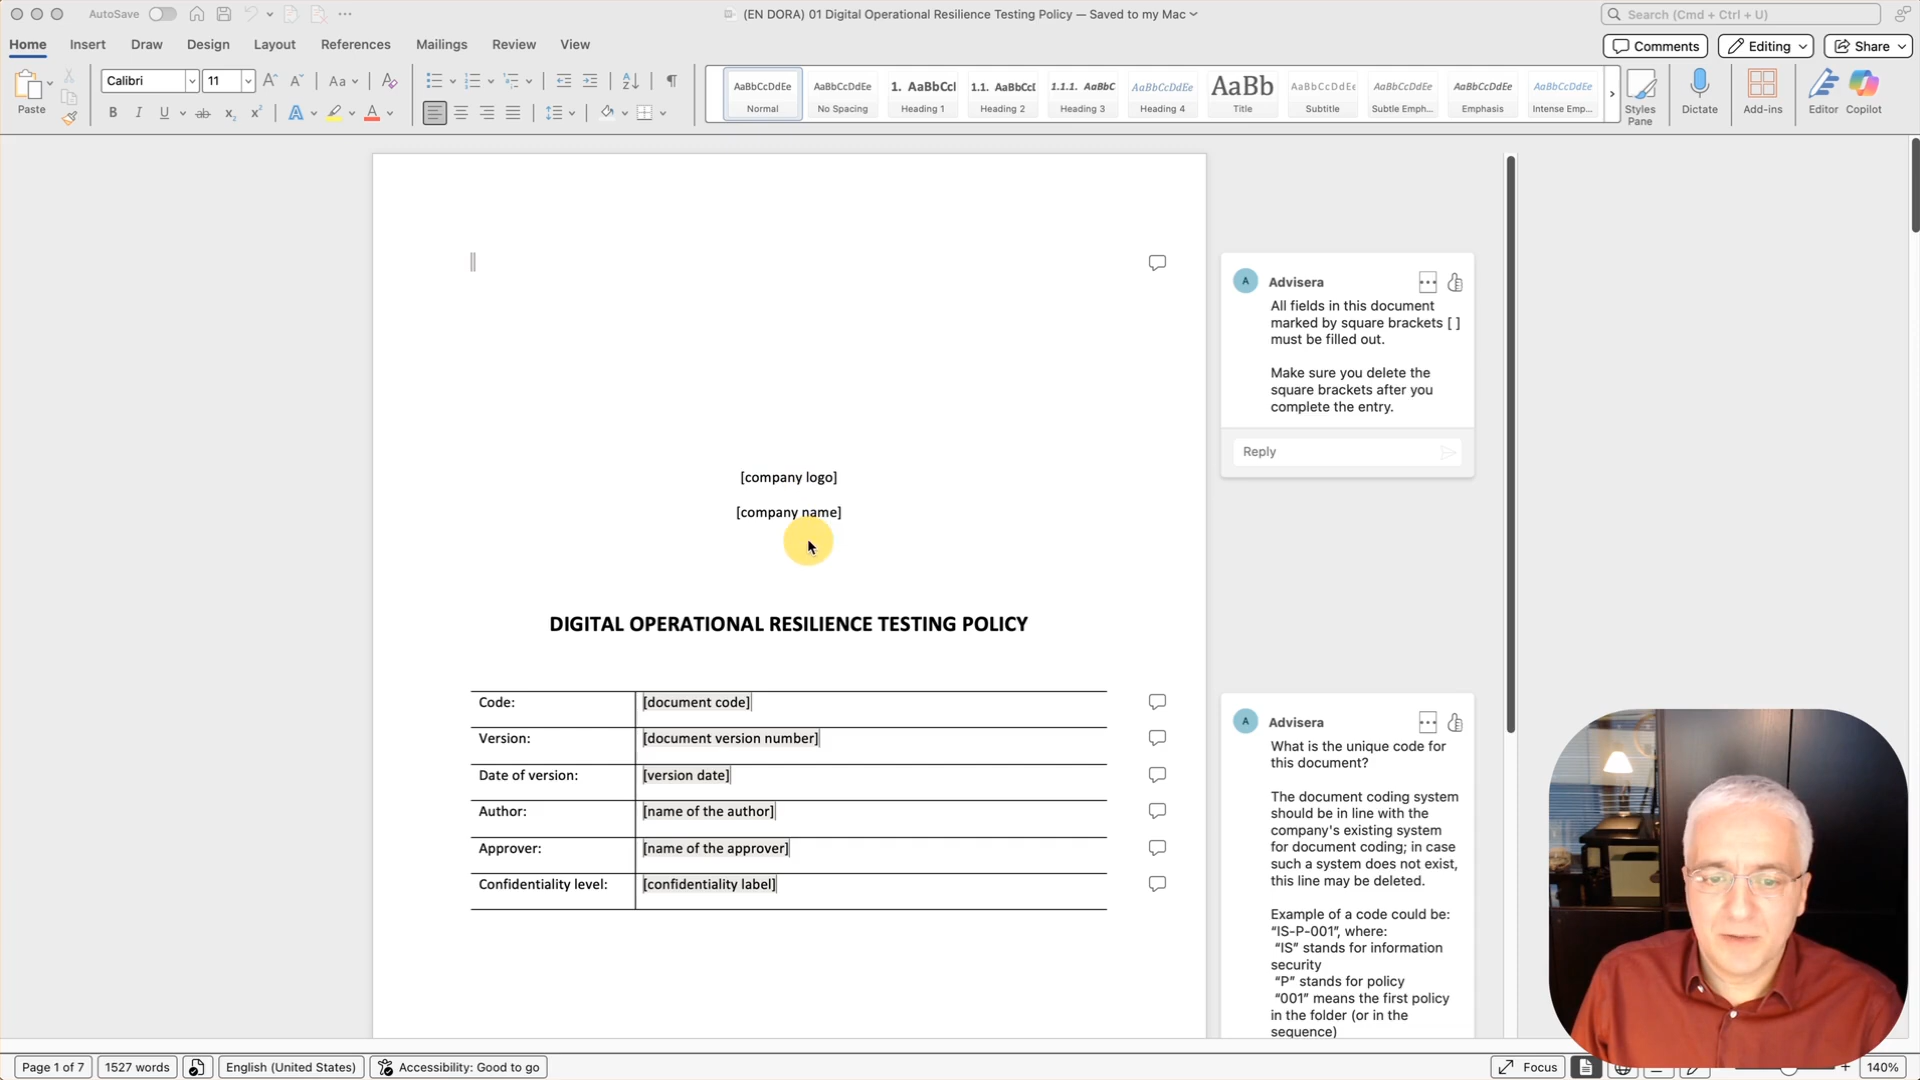 AutoSave
(EN DORA) 01 Digital Operational Resilience Testing Policy — Saved to my Mac
Search (Cmd + Ctrl + U)
Home Insert Draw Design Layout References Mailings Review View
Comments Editing Share
Paste
Calibri 11
Aa
B I U ab x₂ x² A A
AaBbCcDdEe
Normal
AaBbCcDdEe
No Spacing
1. AaBbCcl
Heading 1
1.1. AaBbCcl
Heading 2
1.1.1. AaBbC
Heading 3
AaBbCcDdEe
Heading 4
AaBb
Title
AaBbCcDdEe
Subtitle
AaBbCcDdEe
Subtle Emph...
AaBbCcDdEe
Emphasis
AaBbCcDdEe
Intense Emp...
Styles
Pane
Dictate
Add-ins
Editor
Copilot
[company logo]
[company name]
DIGITAL OPERATIONAL RESILIENCE TESTING POLICY
Code: [document code]
Version: [document version number]
Date of version: [version date]
Author: [name of the author]
Approver: [name of the approver]
Confidentiality level: [confidentiality label]
A Advisera
All fields in this document
marked by square brackets [ ]
must be filled out.
Make sure you delete the
square brackets after you
complete the entry.
Reply
A Advisera
What is the unique code for
this document?
The document coding system
should be in line with the
company's existing system
for document coding; in case
such a system does not exist,
this line may be deleted.
Example of a code could be:
“IS-P-001”, where:
“IS” stands for information
security
“P” stands for policy
“001” means the first policy
in the folder (or in the
sequence)
Page 1 of 7 1527 words English (United States) Accessibility: Good to go
Focus + 140%